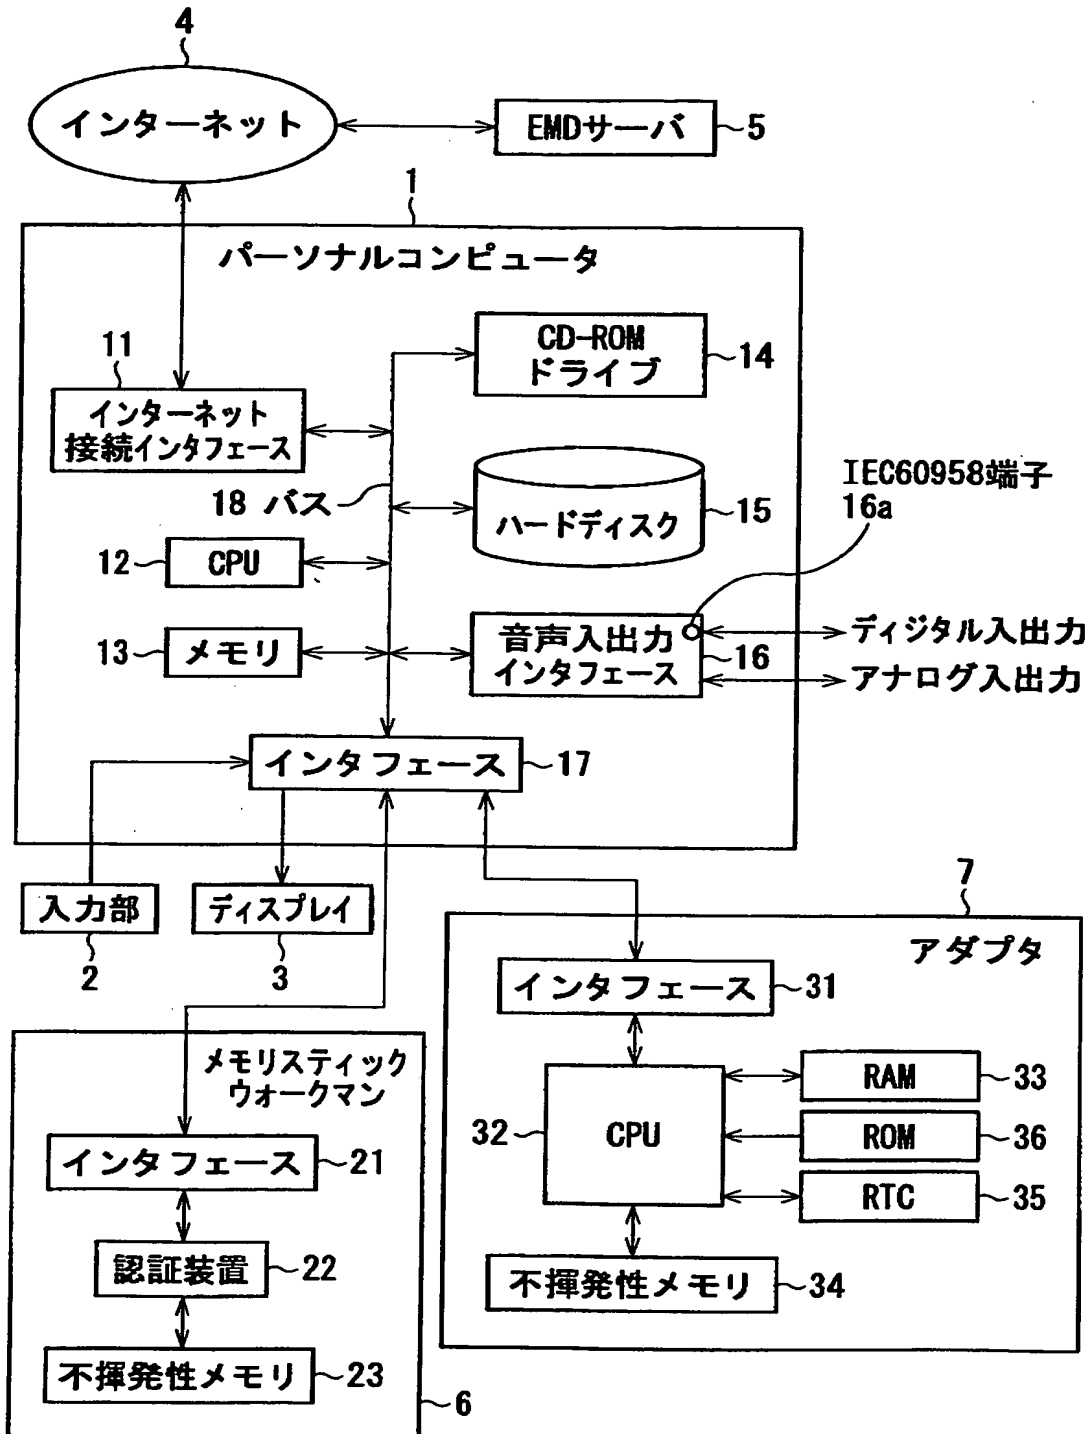 4
インターネット
EMDサーバ
5
1
パーソナルコンピュータ
11
インターネット
接続インタフェース
CD-ROM
ドライブ
14
18 バス
ハードディスク
15
IEC60958端子
16a
12
CPU
13
メモリ
音声入出力
インタフェース
16
ディジタル入出力
アナログ入出力
インタフェース
17
入力部
2
ディスプレイ
3
7
アダプタ
インタフェース
31
32
CPU
RAM
33
ROM
36
RTC
35
不揮発性メモリ
34
メモリスティック
ウォークマン
インタフェース
21
認証装置
22
不揮発性メモリ
23
6